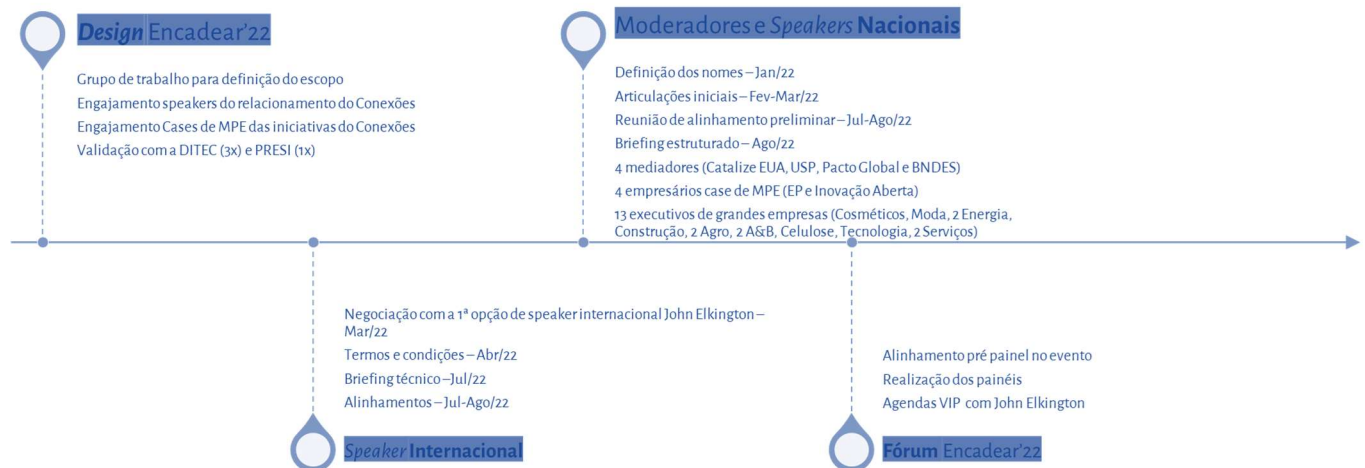 Design Encadear’22
Grupo de trabalho para definição do escopo
Engajamento speakers do relacionamento do Conexões
Engajamento Cases de MPE das iniciativas do Conexões
Validação com a DITEC (3x) e PRESI (1x)
Moderadores e Speakers Nacionais
Definição dos nomes – Jan/22
Articulações iniciais – Fev-Mar/22
Reunião de alinhamento preliminar – Jul-Ago/22
Briefing estruturado – Ago/22
4 mediadores (Catalize EUA, USP, Pacto Global e BNDES)
4 empresários case de MPE (EP e Inovação Aberta)
13 executivos de grandes empresas (Cosméticos, Moda, 2 Energia,
Construção, 2 Agro, 2 A&B, Celulose, Tecnologia, 2 Serviços)
Negociação com a 1ª opção de speaker internacional John Elkington –
Mar/22
Termos e condições – Abr/22
Briefing técnico –Jul/22
Alinhamentos – Jul-Ago/22
Speaker Internacional
Alinhamento pré painel no evento
Realização dos painéis
Agendas VIP com John Elkington
Fórum Encadear’22